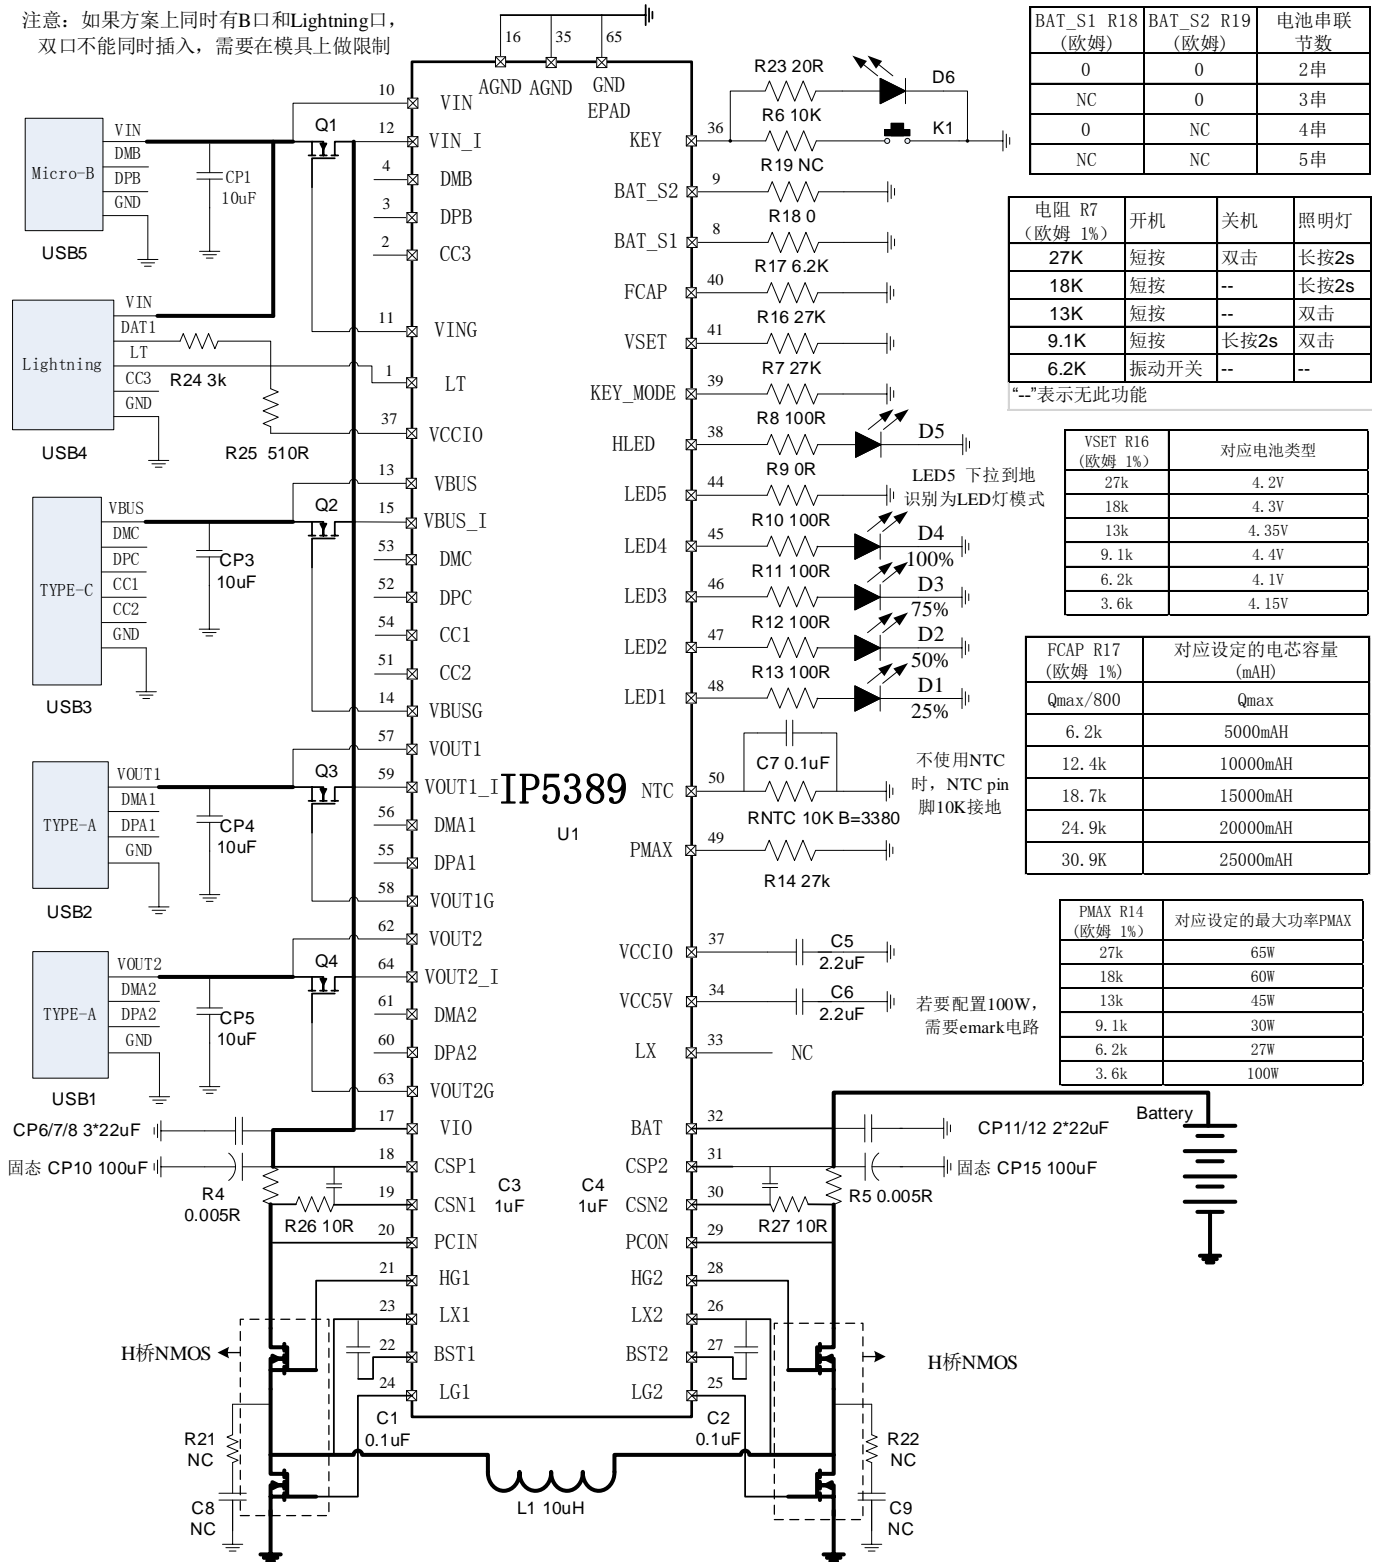 注意：如果方案上同时有B口和Lightning口，
双口不能同时插入，需要在模具上做限制
16
35
65
AGND
AGND
GND
EPAD
IP5389
U1
Micro-B
VIN
DMB
DPB
GND
USB5
CP1
10uF
Q1
Lightning
VIN
DAT1
LT
CC3
GND
USB4
R24 3k
R25 510R
TYPE-C
VBUS
DMC
DPC
CC1
CC2
GND
USB3
CP3
10uF
Q2
TYPE-A
VOUT1
DMA1
DPA1
GND
USB2
CP4
10uF
Q3
TYPE-A
VOUT2
DMA2
DPA2
GND
USB1
CP5
10uF
Q4
10 VIN
12 VIN_I
4 DMB
3 DPB
2 CC3
11 VING
1 LT
37 VCCIO
13 VBUS
15 VBUS_I
53 DMC
52 DPC
54 CC1
51 CC2
14 VBUSG
57 VOUT1
59 VOUT1_I
56 DMA1
55 DPA1
58 VOUT1G
62 VOUT2
64 VOUT2_I
61 DMA2
60 DPA2
63 VOUT2G
17 VIO
18 CSP1
19 CSN1
20 PCIN
21 HG1
23 LX1
22 BST1
24 LG1
CP6/7/8 3*22uF
固态 CP10 100uF
R4
0.005R
R26 10R
C3
1uF
H桥NMOS
R21
NC
C8
NC
C1
0.1uF
L1 10uH
KEY 36
BAT_S2 9
BAT_S1 8
FCAP 40
VSET 41
KEY_MODE 39
HLED 38
LED5 44
LED4 45
LED3 46
LED2 47
LED1 48
NTC 50
PMAX 49
VCCIO 37
VCC5V 34
LX 33
NC
BAT 32
CSP2 31
CSN2 30
PCON 29
HG2 28
LX2 26
BST2 27
LG2 25
R23 20R
D6
R6 10K
K1
R19 NC
R18 0
R17 6.2K
R16 27K
R7 27K
R8 100R
D5
R9 0R
LED5 下拉到地
识别为LED灯模式
R10 100R
D4
100%
R11 100R
D3
75%
R12 100R
D2
50%
R13 100R
D1
25%
C7 0.1uF
RNTC 10K B=3380
不使用NTC
时，NTC pin
脚10K接地
R14 27k
C5
2.2uF
C6
2.2uF
若要配置100W，
需要emark电路
Battery
CP11/12 2*22uF
固态 CP15 100uF
R5 0.005R
C4
1uF
R27 10R
H桥NMOS
C2
0.1uF
R22
NC
C9
NC
BAT_S1 R18 BAT_S2 R19 电池串联
(欧姆) (欧姆) 节数
0 0 2串
NC 0 3串
0 NC 4串
NC NC 5串
电阻 R7 开机 关机 照明灯
（欧姆 1%）
27K 短按 双击 长按2s
18K 短按 -- 长按2s
13K 短按 -- 双击
9.1K 短按 长按2s 双击
6.2K 振动开关 -- --
“--”表示无此功能
VSET R16 对应电池类型
(欧姆 1%)
27k 4.2V
18k 4.3V
13k 4.35V
9.1k 4.4V
6.2k 4.1V
3.6k 4.15V
FCAP R17 对应设定的电芯容量
(欧姆 1%) (mAH)
Qmax/800 Qmax
6.2k 5000mAH
12.4k 10000mAH
18.7k 15000mAH
24.9k 20000mAH
30.9K 25000mAH
PMAX R14 对应设定的最大功率PMAX
(欧姆 1%)
27k 65W
18k 60W
13k 45W
9.1k 30W
6.2k 27W
3.6k 100W